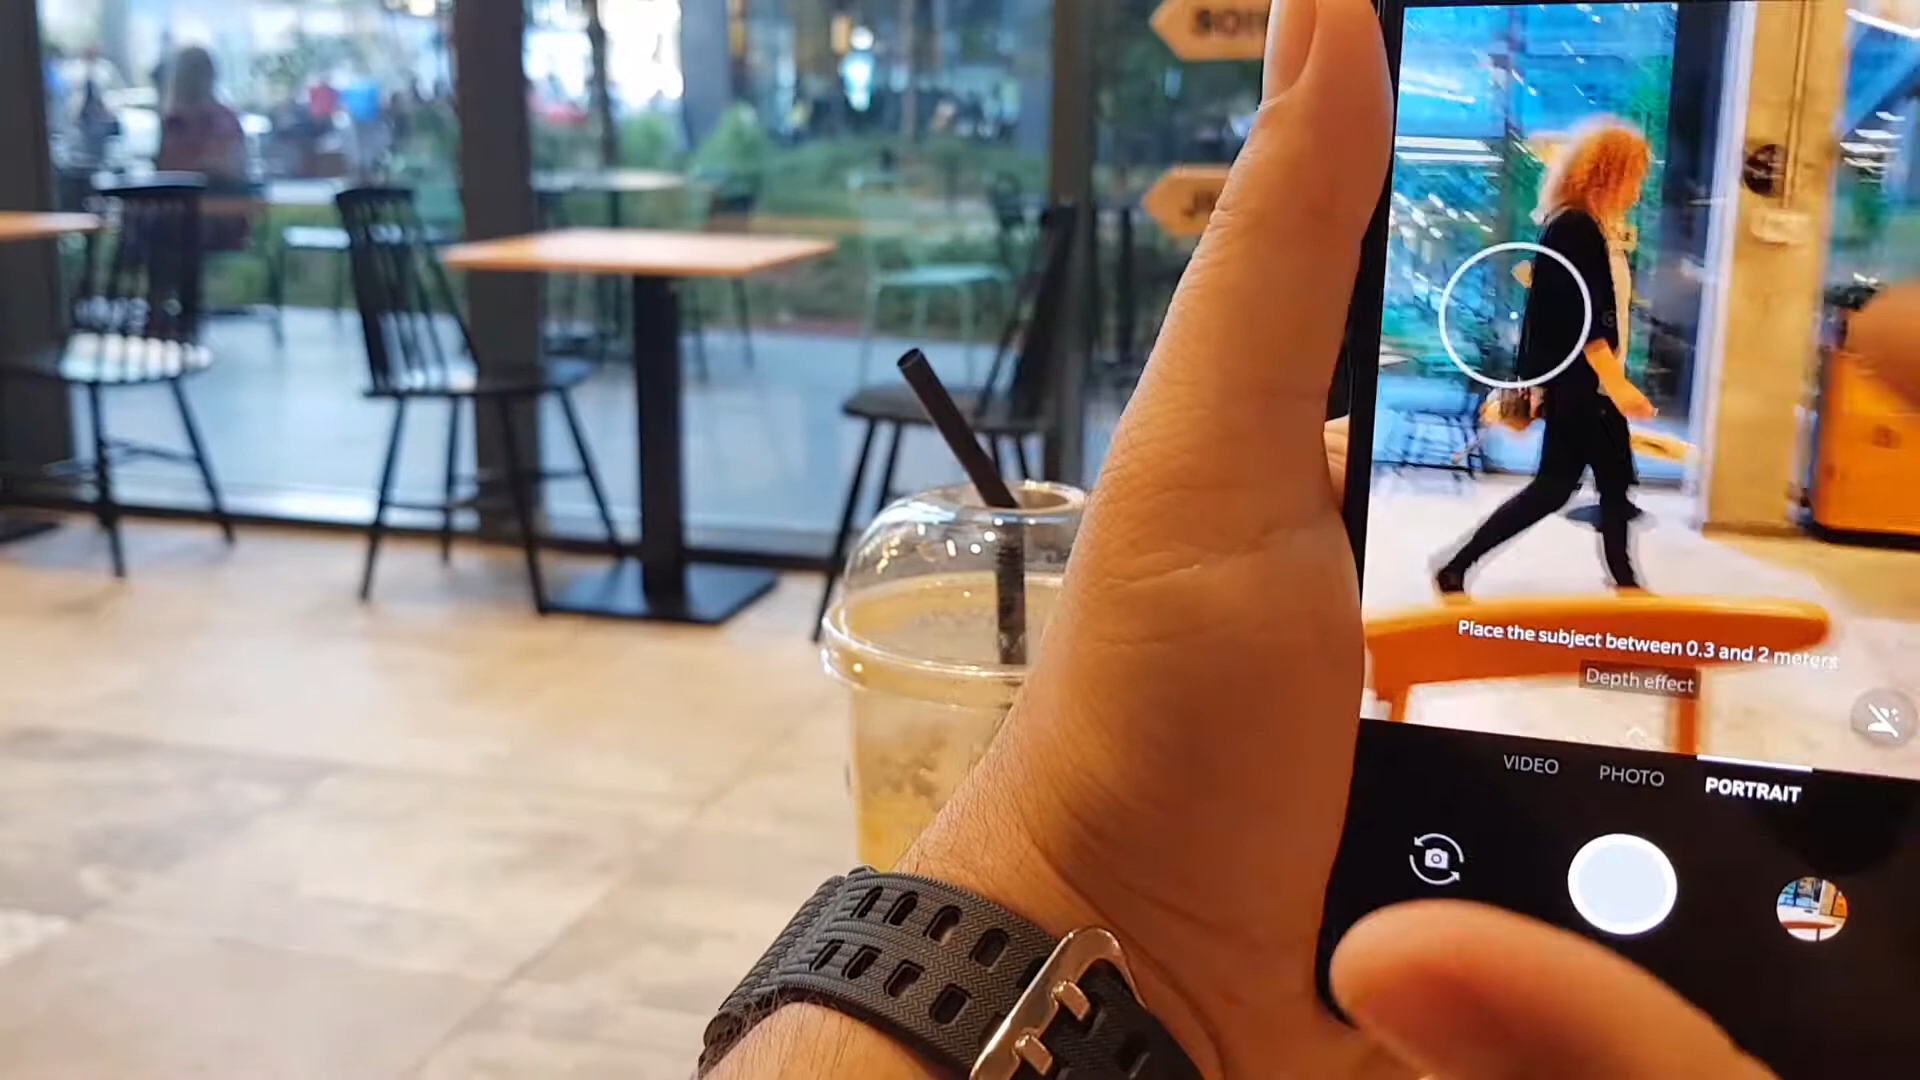 Place the subject between 0.3 and 2 meters
Depth effect
VIDEO
PHOTO
PORTRAIT